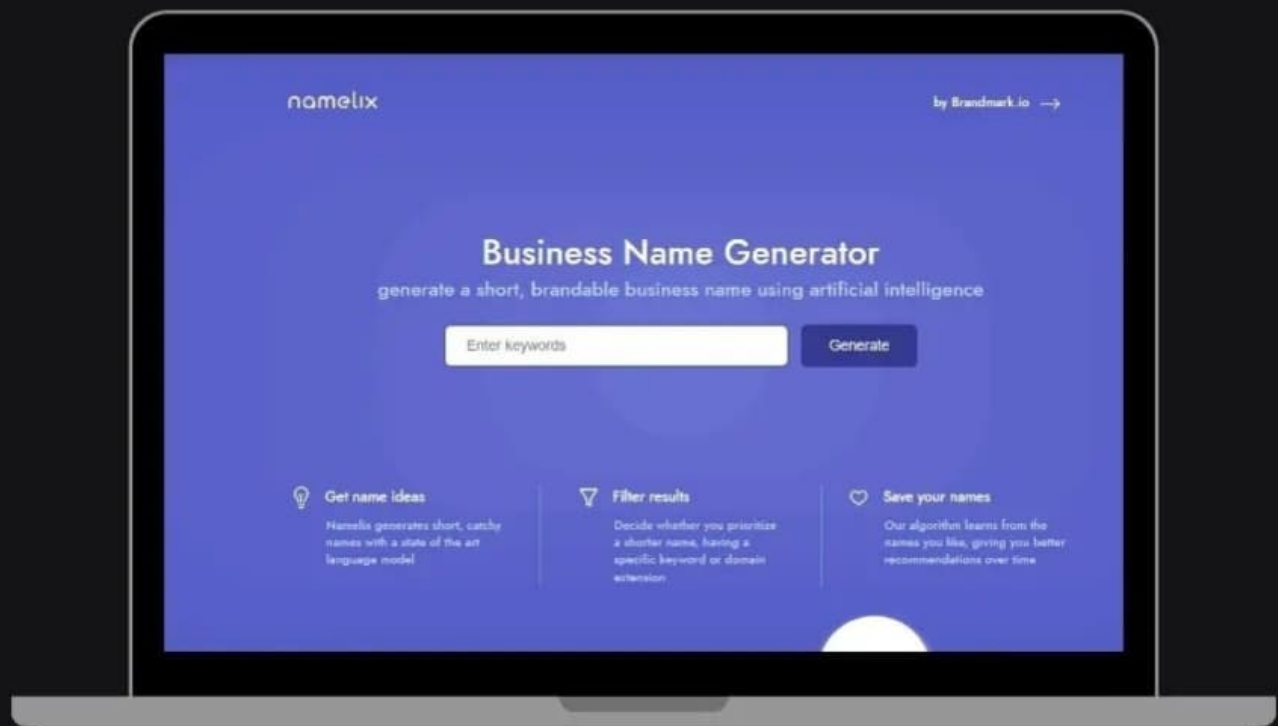 namelix
by Brandmark.io →
Business Name Generator
generate a short, brandable business name using artificial intelligence
Enter keywords
Generate
Get name ideas
Namelix generates short, catchy
names with a state of the art
language model
Filter results
Decide whether you prioritize
a shorter name, having a
specific keyword or domain
extension
Save your names
Our algorithm learns from the
names you like, giving you better
recommendations over time